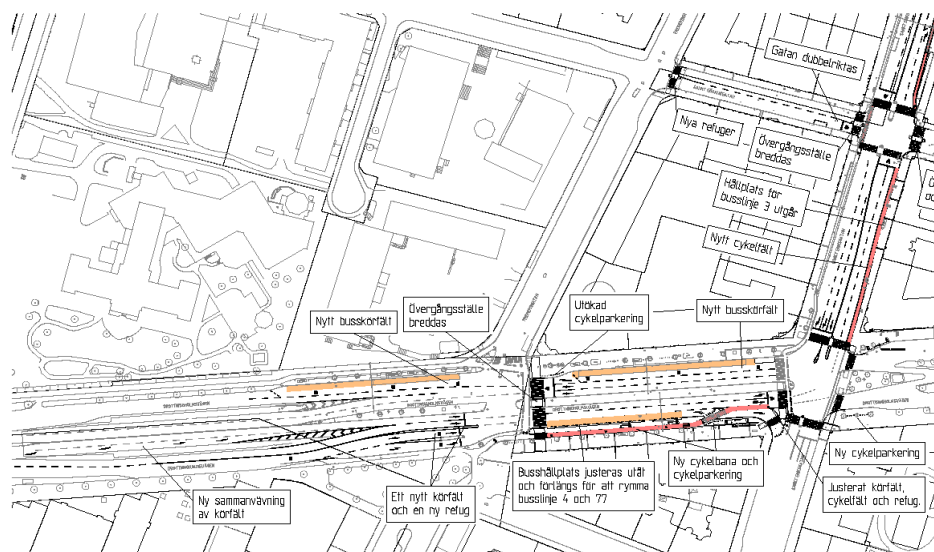 Gatan dubbelriktas
Nya refuger
Övergångsställe
breddas
Hållplats för
busslinje 3 utgår
Nytt cykelfält
Övergångsställe
breddas
Utökad
cykelparkering
Nytt busskörfält
Nytt busskörfält
Ny sammanvävning
av körfält
Ett nytt körfält
och en ny refug
Busshållplats justeras utåt
och förlängs för att rymma
busslinje 4 och 77
Ny cykelbana och
cykelparkering
Ny cykelparkering
Justerat körfält,
cykelfält och refug.